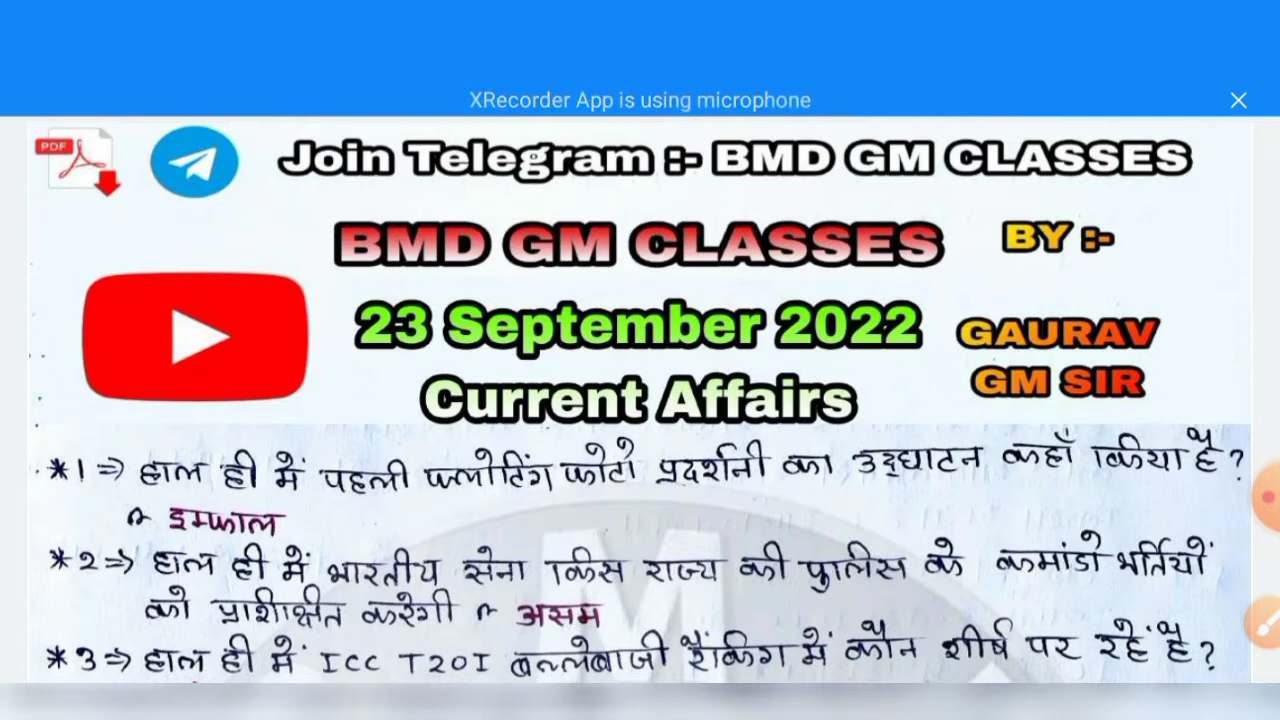 XRecorder App is using microphone
PDF
Join Telegram :- BMD GM CLASSES
BMD GM CLASSES BY :-
23 September 2022 GAURAV
Current Affairs GM SIR
*1⇒ हाल ही में पहली फ्लोटिंग फोटो प्रदर्शनी का उद्घाटन कहाँ किया है?
इम्फाल
*2⇒ हाल ही में भारतीय सेना किस राज्य की पुलिस के कमांडो भर्तियों
को प्रशिक्षित करेगी असम
*3⇒ हाल ही में ICC T20I बल्लेबाजी रैंकिंग में कौन शीर्ष पर रहे है?